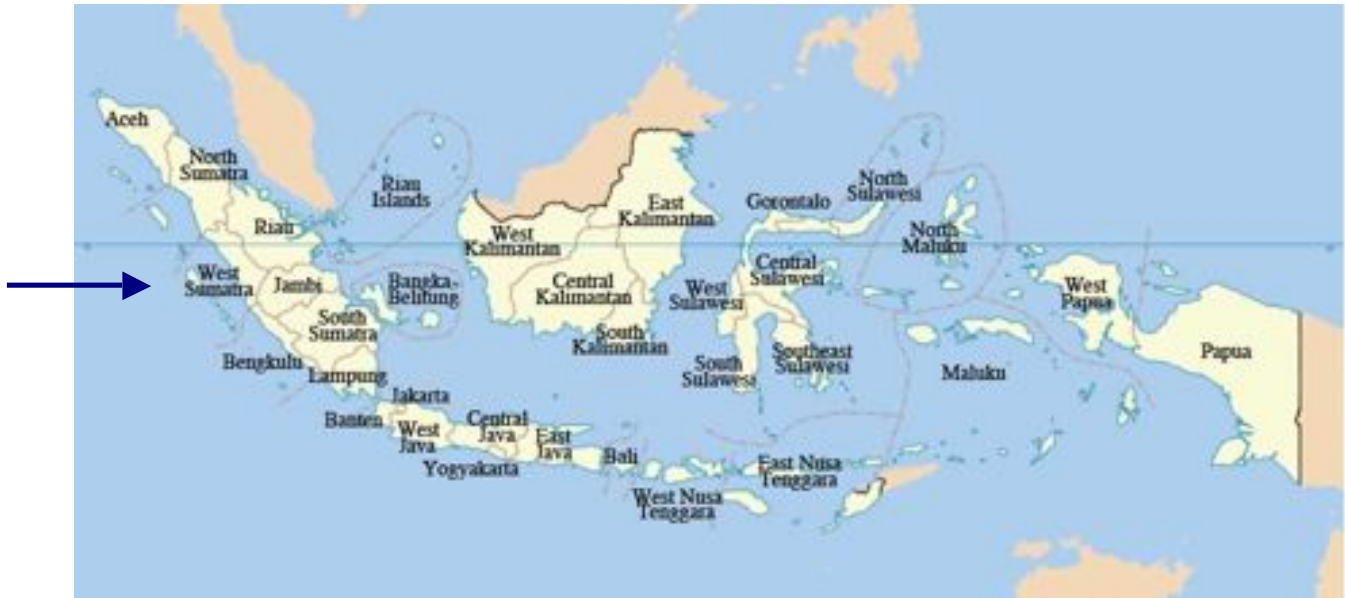 Aceh
North
Sumatra
Riau
Islands
Riau
West
Sumatra
Jambi
Bangka-
Belitung
South
Sumatra
Bengkulu
Lampung
West
Kalimantan
East
Kalimantan
Central
Kalimantan
South
Kalimantan
Gorontalo
North
Sulawesi
Central
Sulawesi
West
Sulawesi
South
Sulawesi
Southeast
Sulawesi
North
Maluku
West
Papua
Papua
Maluku
Jakarta
Banten
West
Java
Central
Java
East
Java
Bali
Yogyakarta
West Nusa
Tenggara
East Nusa
Tenggara